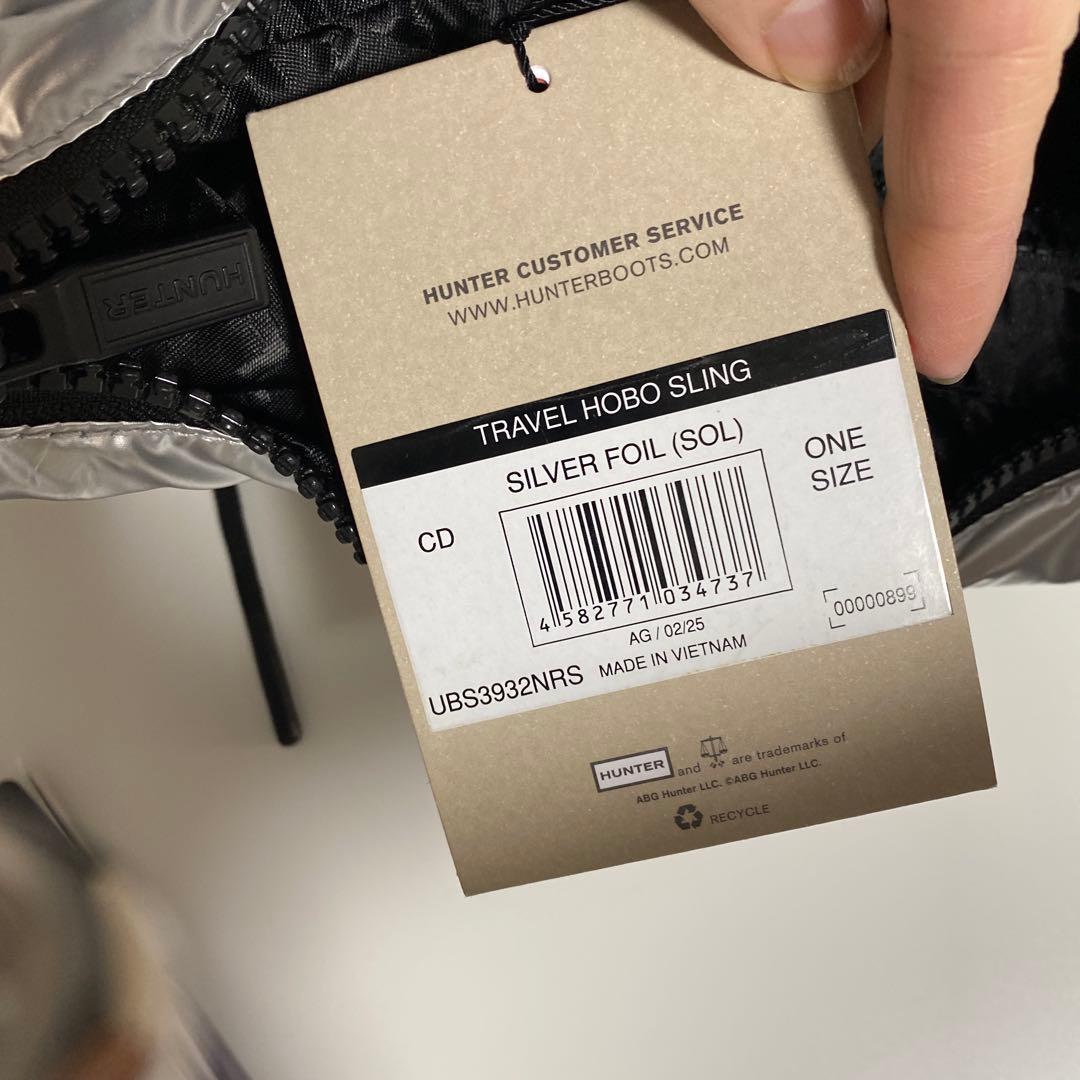 HUNTER
HUNTER CUSTOMER SERVICE
WWW.HUNTERBOOTS.COM
TRAVEL HOBO SLING
SILVER FOIL (SOL)
ONE
SIZE
CD
4 582771 034737
00000899
AG / 02/25
UBS3932NRS MADE IN VIETNAM
HUNTER and are trademarks of
ABG Hunter LLC. ©ABG Hunter LLC.
RECYCLE